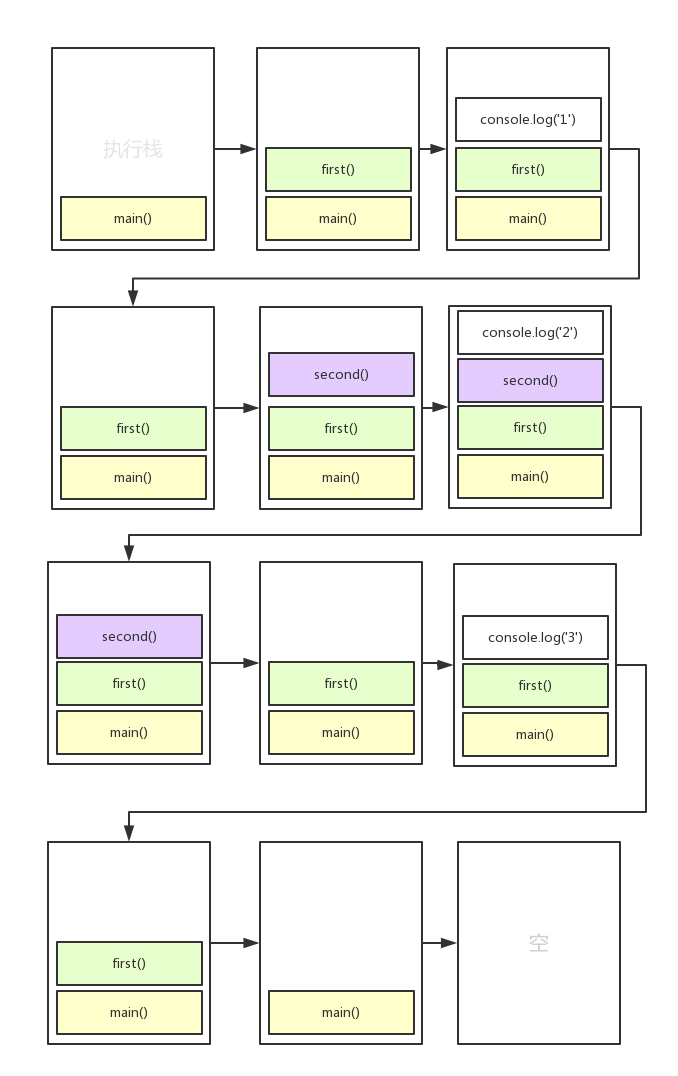 执行栈
main()
first()
main()
console.log('1')
first()
main()
first()
main()
second()
first()
main()
console.log('2')
second()
first()
main()
second()
first()
main()
first()
main()
console.log('3')
first()
main()
first()
main()
main()
空